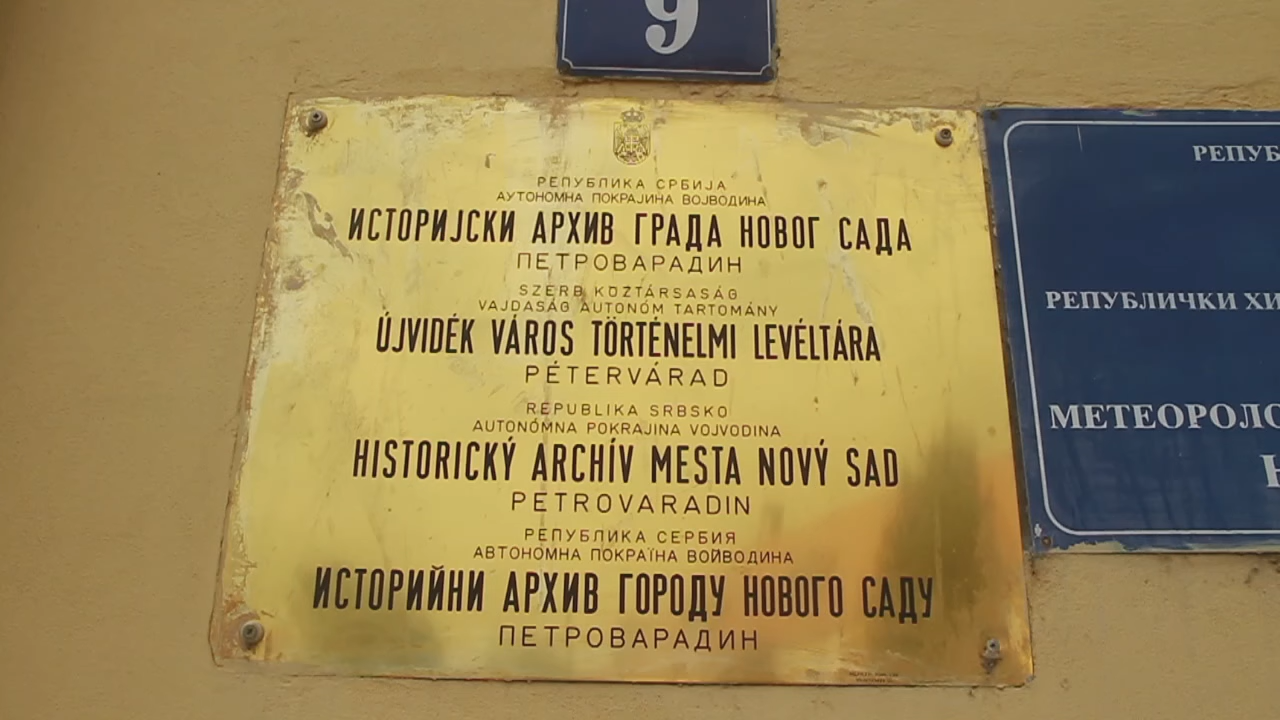 9
РЕПУБЛИКА СРБИЈА
АУТОНОМНА ПОКРАЈИНА ВОЈВОДИНА
ИСТОРИЈСКИ АРХИВ ГРАДА НОВОГ САДА
ПЕТРОВАРАДИН
SZERB KÖZTÁRSASÁG
VAJDASÁG AUTONÓM TARTOMÁNY
ÚJVIDÉK VÁROS TÖRTÉNELMI LEVÉLTÁRA
PÉTERVÁRAD
REPUBLIKA SRBSKO
AUTONÓMNA POKRAJINA VOJVODINA
HISTORICKÝ ARCHÍV MESTA NOVÝ SAD
PETROVARADIN
РЕПУБЛИКА СЕРБИЯ
АВТОНОМНА ПОКРАЇНА ВОЙВОДИНА
ИСТОРИЙНИ АРХИВ ГОРОДУ НОВОГО САДУ
ПЕТРОВАРАДИН
РЕПУБ
РЕПУБЛИЧКИ ХИ
МЕТЕОРОЛО